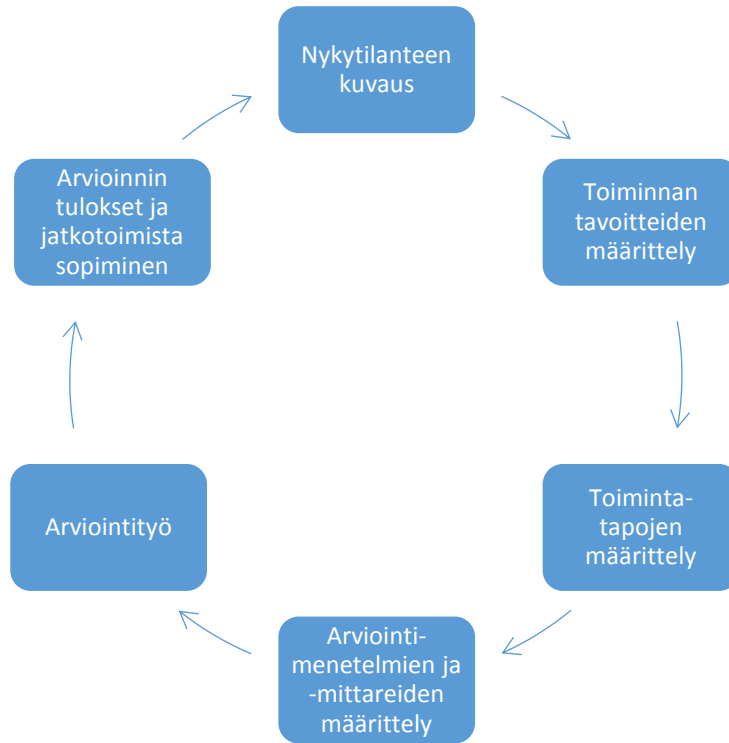 Nykytilanteen
kuvaus
Toiminnan
tavoitteiden
määrittely
Toiminta-
tapojen
määrittely
Arviointi-
menetelmien ja
-mittareiden
määrittely
Arviointityö
Arvioinnin
tulokset ja
jatkotoimista
sopiminen